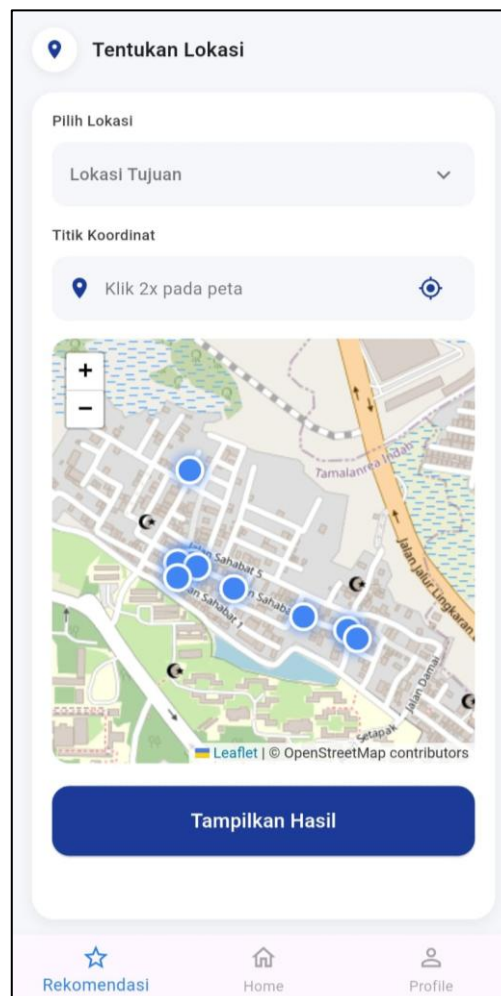 Tentukan Lokasi
Pilih Lokasi
Lokasi Tujuan
Titik Koordinat
Klik 2x pada peta
+
−
Tamalanrea Indah
Jalan Sahabat 5
Jalan Jalur Lingkaran
Sahabat 1
Jalan Damai
Setapak
Leaflet | © OpenStreetMap contributors
Tampilkan Hasil
Rekomendasi
Home
Profile